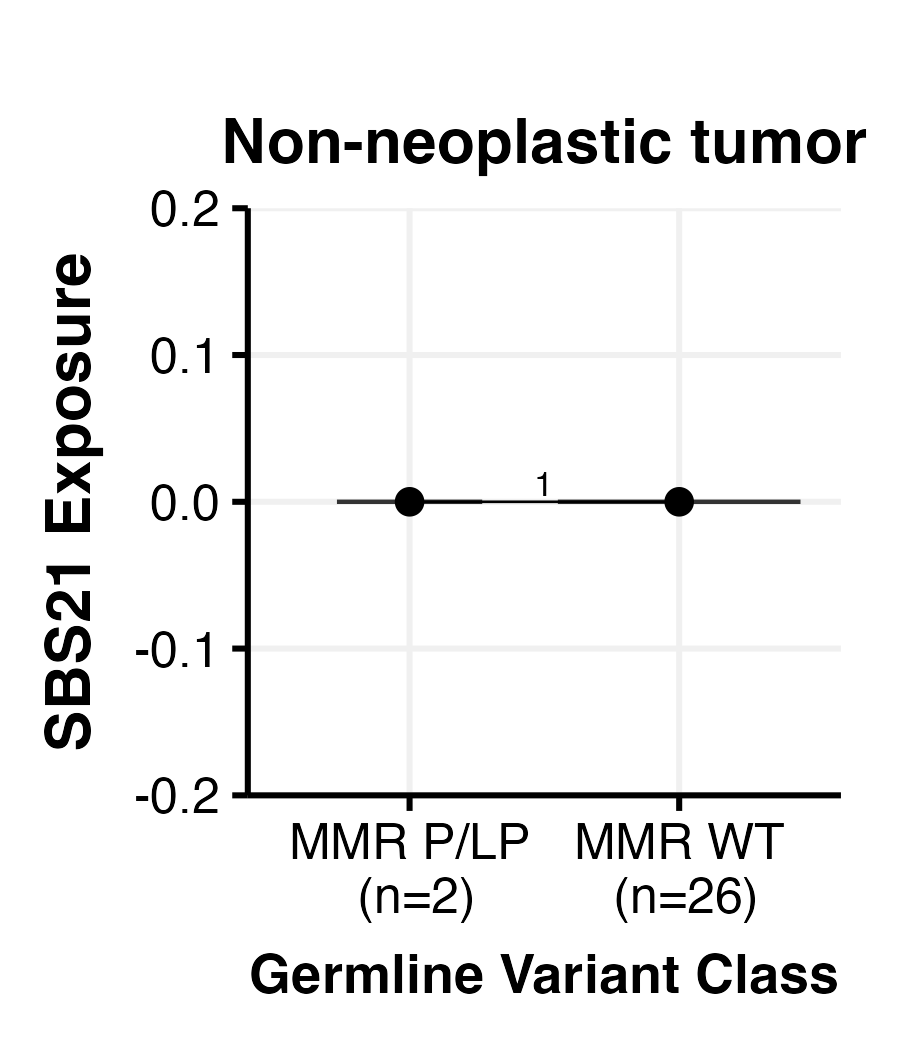 Non-neoplastic tumor
0.2
0.1
0.0
-0.1
-0.2
SBS21 Exposure
1
MMR P/LP
(n=2)
MMR WT
(n=26)
Germline Variant Class